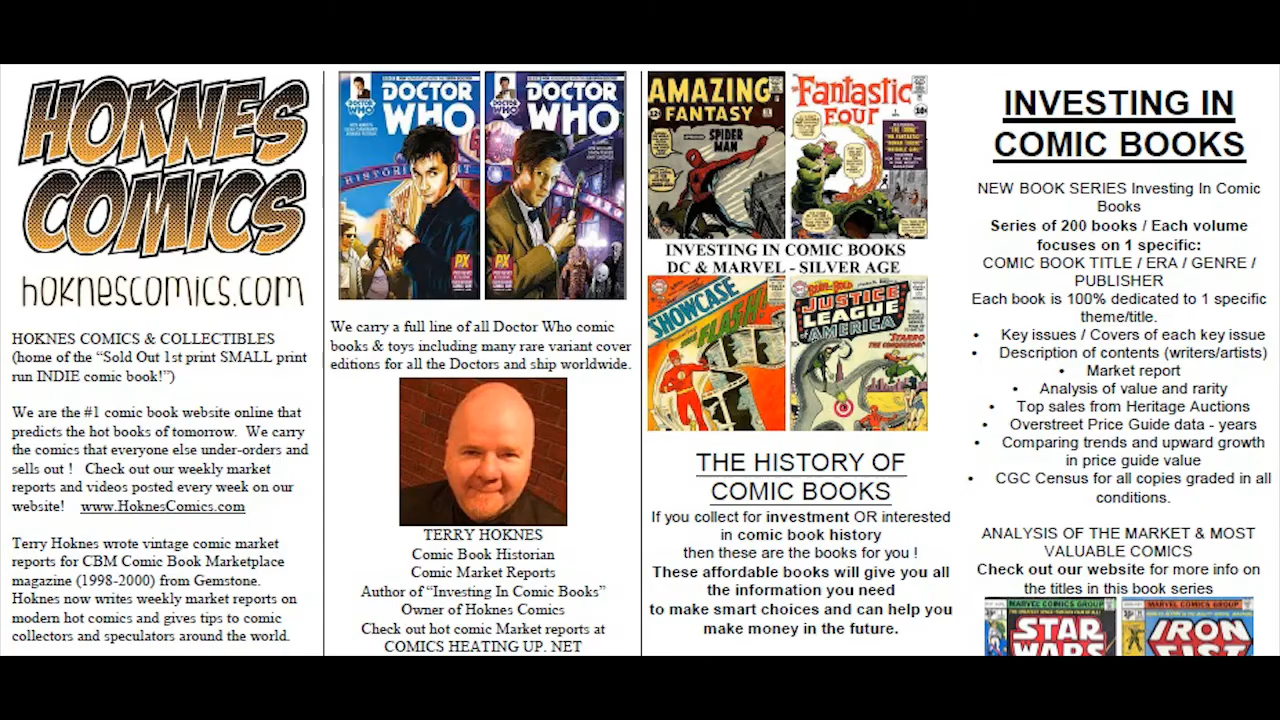 HOKNES
COMICS
hoknescomics.com
HOKNES COMICS & COLLECTIBLES
(home of the “Sold Out 1st print SMALL print
run INDIE comic book!”)
We are the #1 comic book website online that
predicts the hot books of tomorrow. We carry
the comics that everyone else under-orders and
sells out ! Check out our weekly market
reports and videos posted every week on our
website! www.HoknesComics.com
Terry Hoknes wrote vintage comic market
reports for CBM Comic Book Marketplace
magazine (1998-2000) from Gemstone.
Hoknes now writes weekly market reports on
modern hot comics and gives tips to comic
collectors and speculators around the world.
DOCTOR
WHO
DOCTOR
WHO
PX
DOCTOR
WHO
DOCTOR
WHO
PX
We carry a full line of all Doctor Who comic
books & toys including many rare variant cover
editions for all the Doctors and ship worldwide.
TERRY HOKNES
Comic Book Historian
Comic Market Reports
Author of “Investing In Comic Books”
Owner of Hoknes Comics
Check out hot comic Market reports at
COMICS HEATING UP. NET
AMAZING
FANTASY
SPIDER
MAN
Fantastic
FOUR
INVESTING IN COMIC BOOKS
DC & MARVEL - SILVER AGE
SHOWCASE
FLASH!
JUSTICE
LEAGUE
of AMERICA
STARRO
THE CONQUEROR!
THE HISTORY OF
COMIC BOOKS
If you collect for investment OR interested
in comic book history
then these are the books for you !
These affordable books will give you all
the information you need
to make smart choices and can help you
make money in the future.
INVESTING IN
COMIC BOOKS
NEW BOOK SERIES Investing In Comic
Books
Series of 200 books / Each volume
focuses on 1 specific:
COMIC BOOK TITLE / ERA / GENRE /
PUBLISHER
Each book is 100% dedicated to 1 specific
theme/title.
• Key issues / Covers of each key issue
• Description of contents (writers/artists)
• Market report
• Analysis of value and rarity
• Top sales from Heritage Auctions
• Overstreet Price Guide data - years
• Comparing trends and upward growth
in price guide value
• CGC Census for all copies graded in all
conditions.
ANALYSIS OF THE MARKET & MOST
VALUABLE COMICS
Check out our website for more info on
the titles in this book series
MARVEL COMICS GROUP
STAR
WARS
MARVEL COMICS GROUP
IRON
FIST